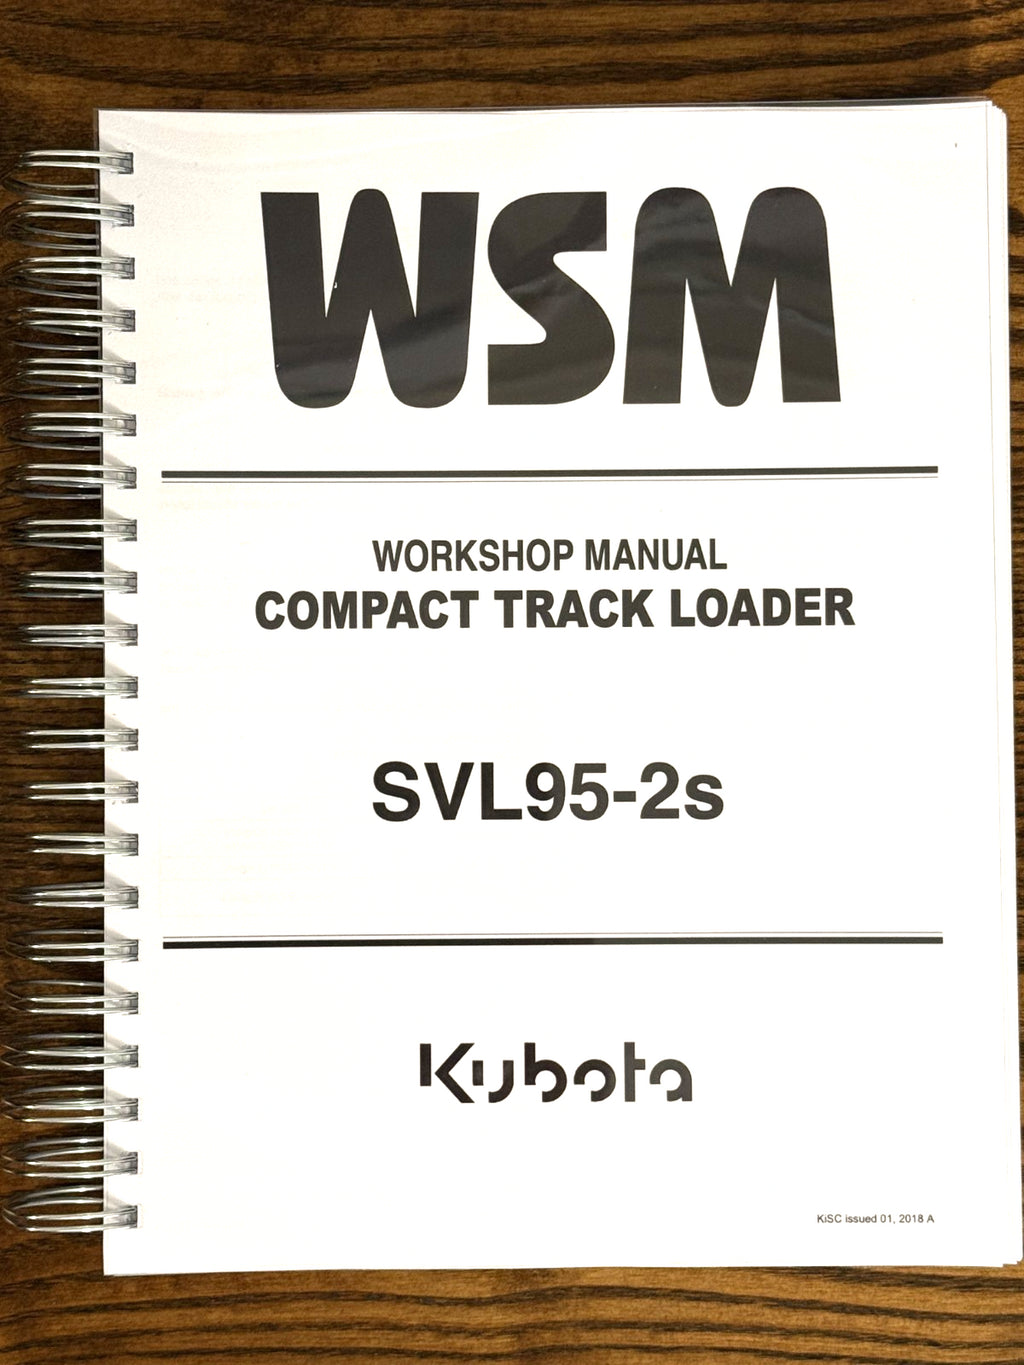 WSM
WORKSHOP MANUAL
COMPACT TRACK LOADER
SVL95-2s
Kubota
KiSC issued 01, 2018 A